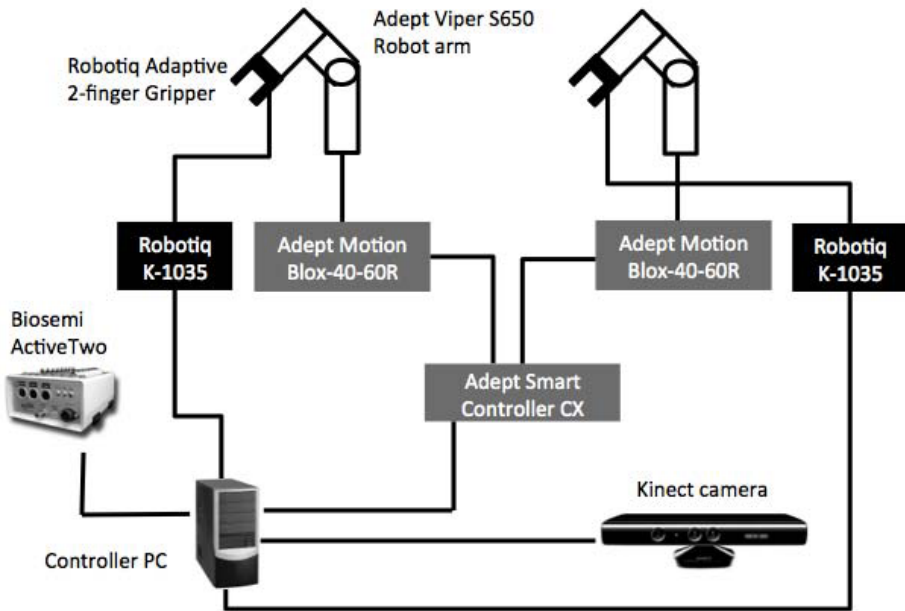 Adept Viper S650
Robot arm
Robotiq Adaptive
2-finger Gripper
Robotiq
K-1035
Adept Motion
Blox-40-60R
Adept Motion
Blox-40-60R
Robotiq
K-1035
Biosemi
ActiveTwo
Adept Smart
Controller CX
Kinect camera
Controller PC